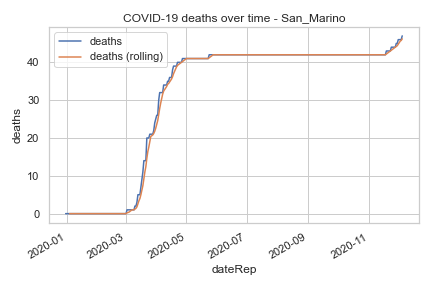 COVID-19 deaths over time - San_Marino
deaths
deaths (rolling)
deaths
40
30
20
10
0
2020-01
2020-03
2020-05
2020-07
2020-09
2020-11
dateRep